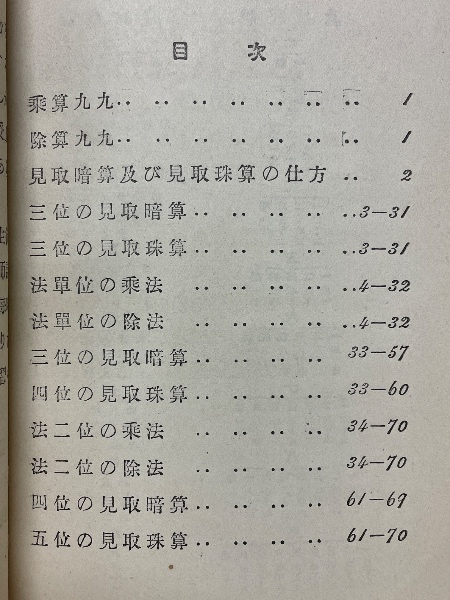 目次
乗算九九.. .. .. .. .. .. .. 1
除算九九.. .. .. .. .. .. .. 1
見取暗算及び見取珠算の仕方 .. 2
三位の見取暗算 .. .. .. .. ..3—31
三位の見取珠算 .. .. .. .. ..3—31
法單位の乗法 .. .. .. .. ..4—32
法單位の除法 .. .. .. .. ..4—32
三位の見取暗算 .. .. .. .. 33—57
四位の見取珠算 .. .. .. .. 33—60
法二位の乗法 .. .. .. .. 34—70
法二位の除法 .. .. .. .. 34—70
四位の見取暗算 .. .. .. .. 61—69
五位の見取珠算 .. .. .. .. 61—70